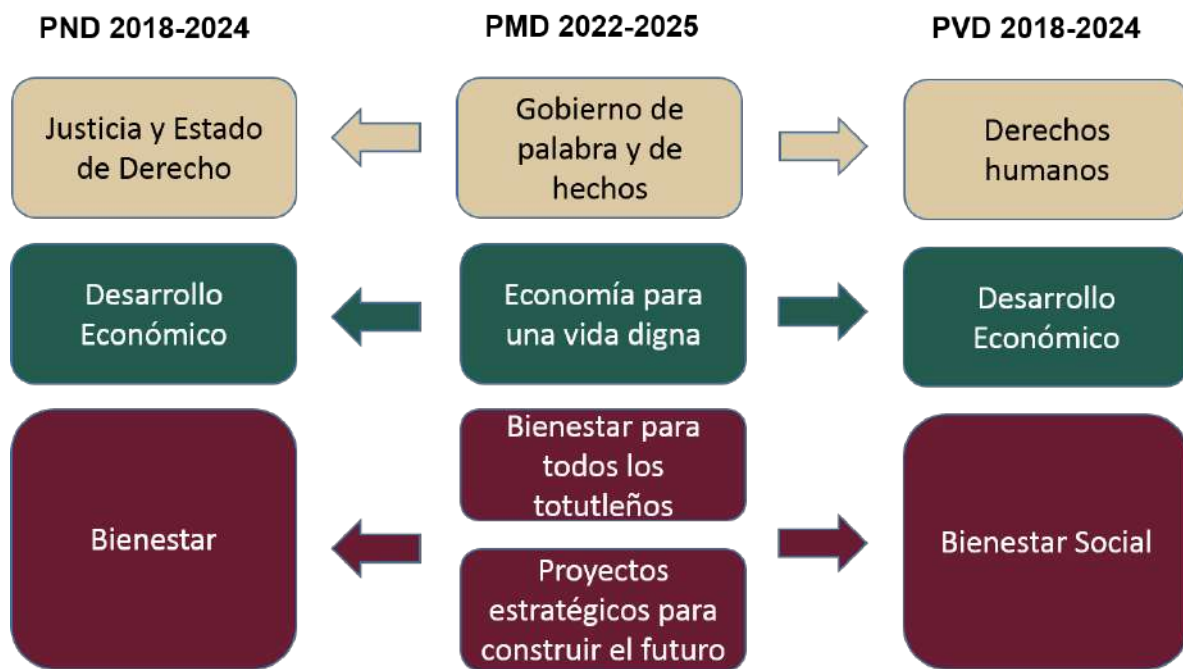 PND 2018-2024
PMD 2022-2025
PVD 2018-2024
Justicia y Estado
de Derecho
Gobierno de
palabra y de
hechos
Derechos
humanos
Desarrollo
Económico
Economía para
una vida digna
Desarrollo
Económico
Bienestar
Bienestar para
todos los
totutleños
Proyectos
estratégicos para
construir el futuro
Bienestar Social